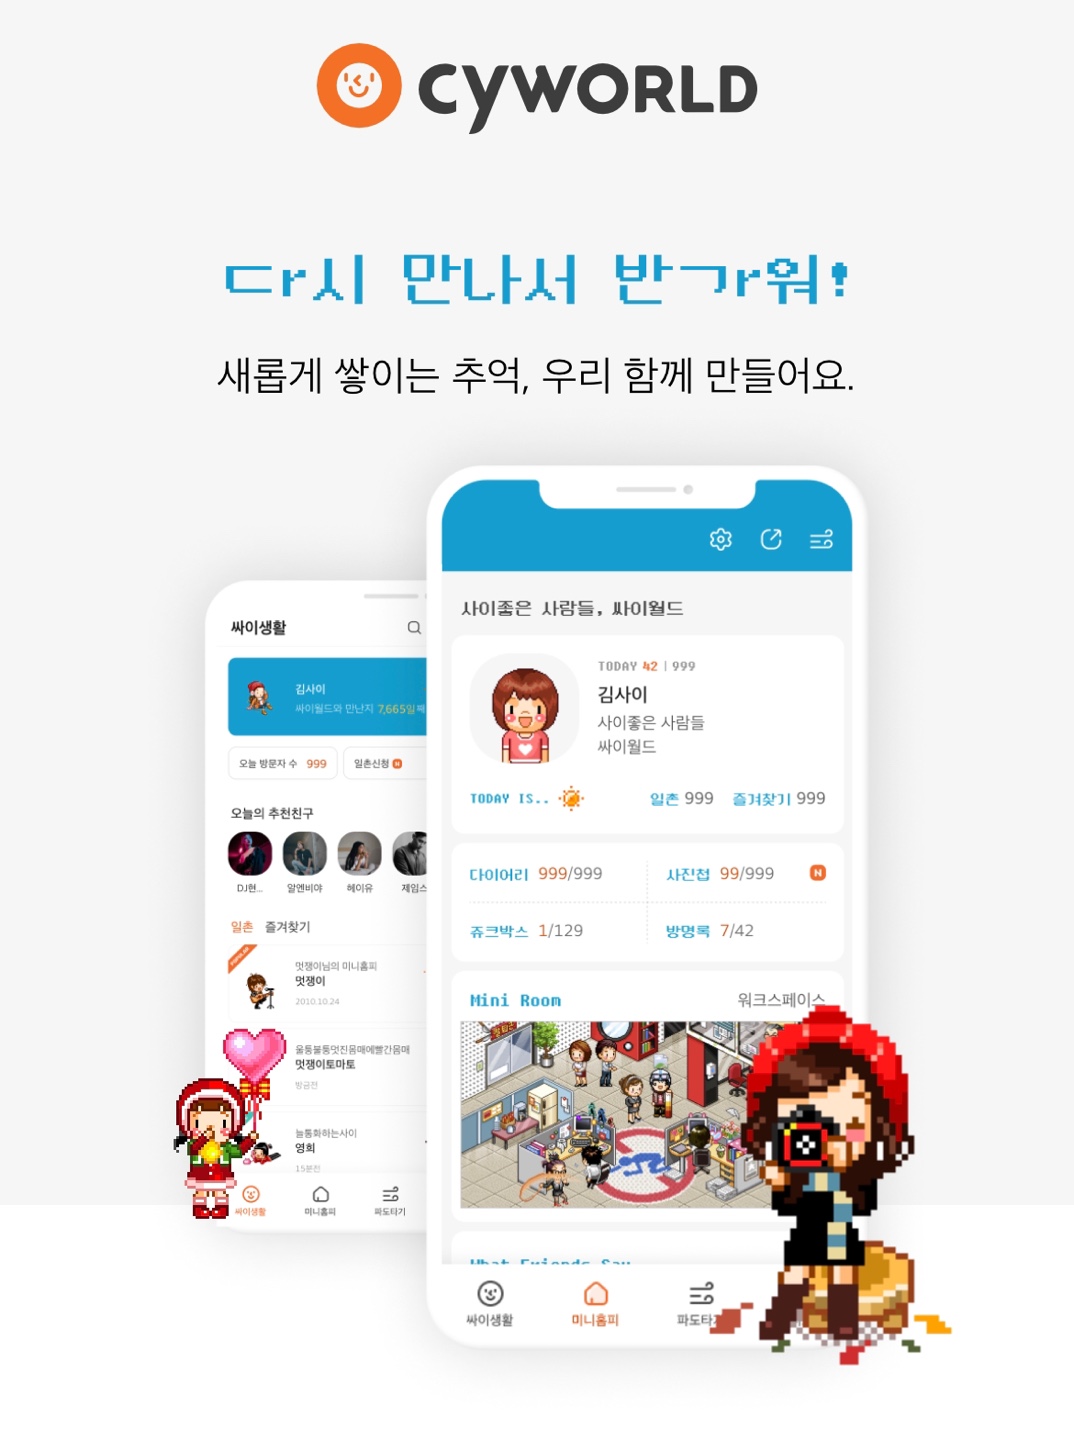 CYWORLD
ㄷr시 만나서 반ㄱr워!
새롭게 쌓이는 추억, 우리 함께 만들어요.
싸이생활
김사이
싸이월드와 만난지 7,665일째
오늘 방문자 수 999
일촌신청 N
오늘의 추천친구
DJ현...
알엔비야
헤이유
제임스
일촌 즐겨찾기
POPULAR
멋쟁이님의 미니홈피
멋쟁이
2010.10.24
울퉁불퉁멋진몸매에빨간몸매
멋쟁이토마토
방금전
늘통화하는사이
영희
15분전
싸이생활
미니홈피
파도타기
사이좋은 사람들, 싸이월드
TODAY 42 | 999
김사이
사이좋은 사람들
싸이월드
TODAY IS..
일촌 999 즐겨찾기 999
다이어리 999/999
사진첩 99/999 N
쥬크박스 1/129
방명록 7/42
Mini Room
워크스페이스
What Friends Say
싸이생활
미니홈피
파도타기